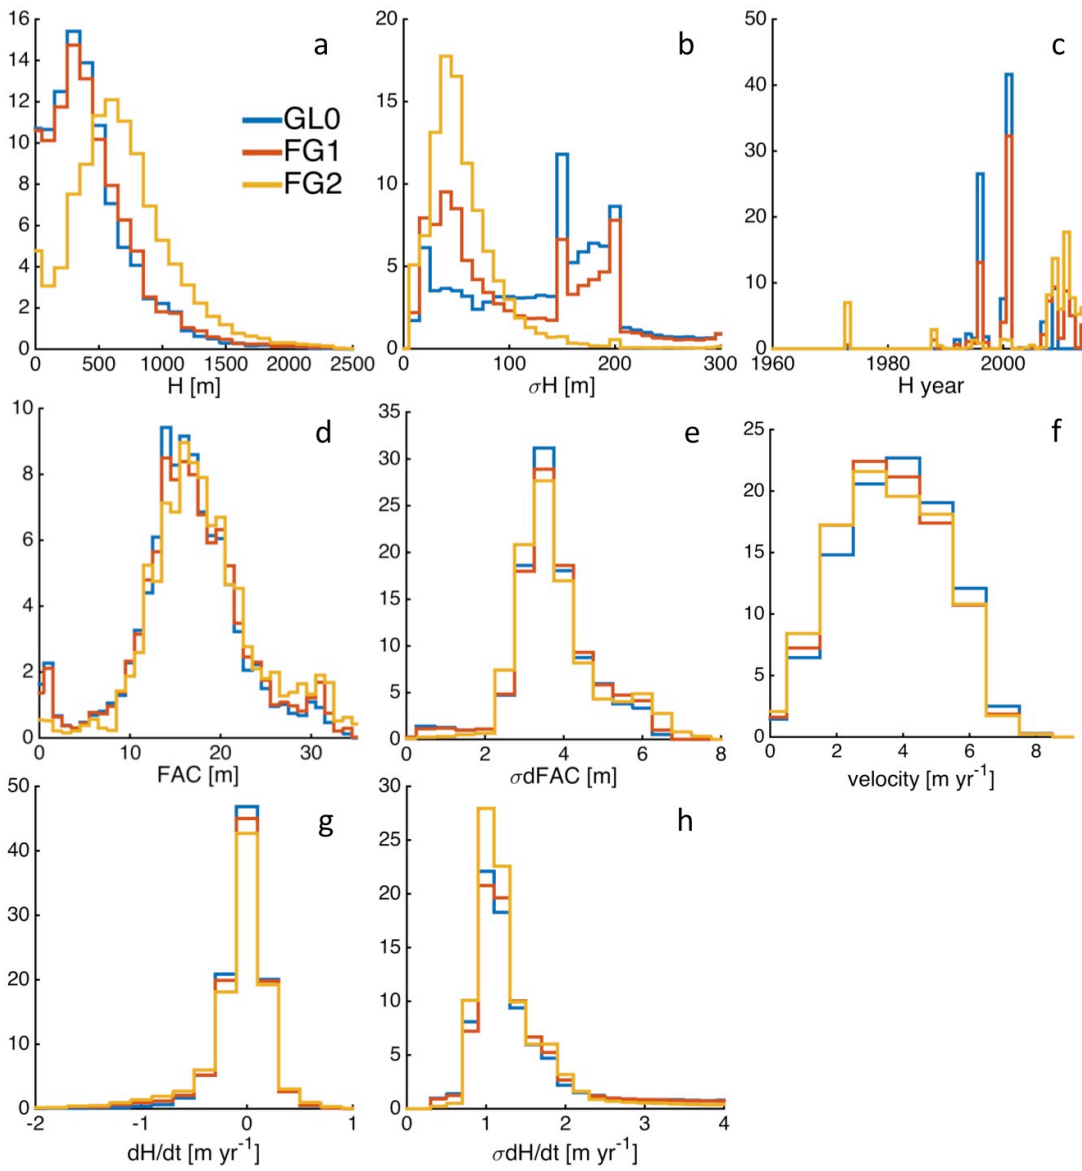 16
14
12
10
8
6
4
2
0
0 500 1000 1500 2000 2500
H [m]
a
GL0
FG1
FG2
20
15
10
5
0
0 100 200 300
σH [m]
b
50
40
30
20
10
0
1960 1980 2000
H year
c
10
8
6
4
2
0
0 10 20 30
FAC [m]
d
35
30
25
20
15
10
5
0
0 2 4 6 8
σdFAC [m]
e
25
20
15
10
5
0
0 2 4 6 8
velocity [m yr-1]
f
50
40
30
20
10
0
-2 -1 0 1
dH/dt [m yr-1]
g
30
25
20
15
10
5
0
0 1 2 3 4
σdH/dt [m yr-1]
h